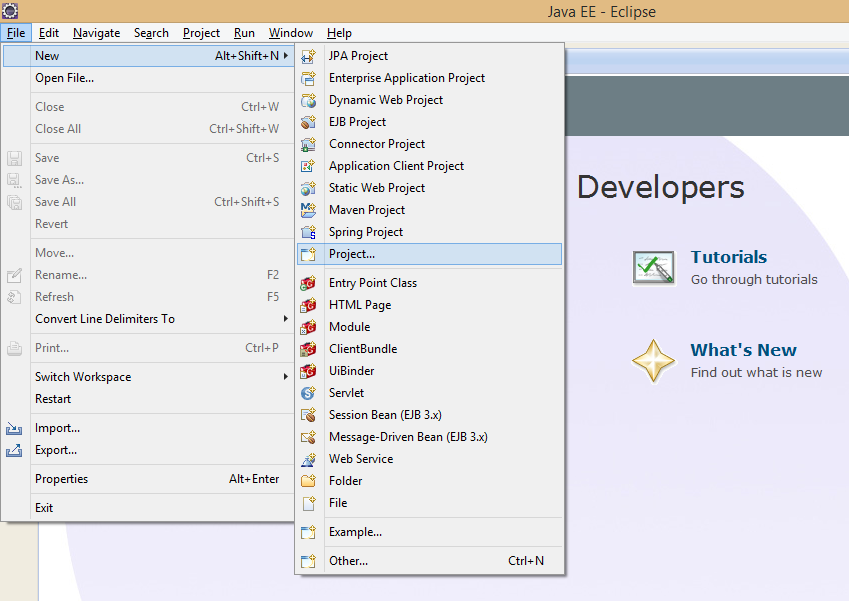 Java EE - Eclipse
File Edit Navigate Search Project Run Window Help
New Alt+Shift+N
Open File...
Close Ctrl+W
Close All Ctrl+Shift+W
Save Ctrl+S
Save As...
Save All Ctrl+Shift+S
Revert
Move...
Rename... F2
Refresh F5
Convert Line Delimiters To
Print... Ctrl+P
Switch Workspace
Restart
Import...
Export...
Properties Alt+Enter
Exit
JPA Project
Enterprise Application Project
Dynamic Web Project
EJB Project
Connector Project
Application Client Project
Static Web Project
Maven Project
Spring Project
Project...
Entry Point Class
HTML Page
Module
ClientBundle
UiBinder
Servlet
Session Bean (EJB 3.x)
Message-Driven Bean (EJB 3.x)
Web Service
Folder
File
Example...
Other... Ctrl+N
Developers
Tutorials
Go through tutorials
What's New
Find out what is new